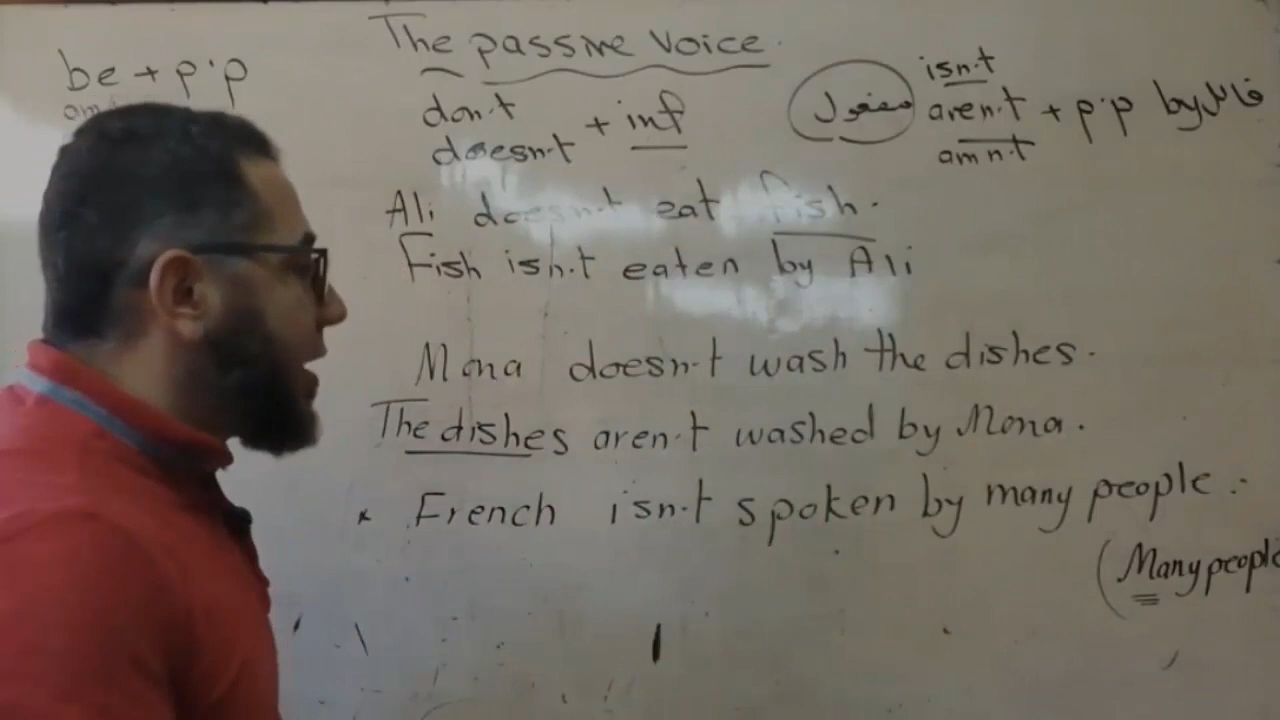 The passive Voice.
be + p.p
am
don't
doesn't + inf
مفعول isn't aren't amn't + p.p by فاعل
Ali doesn't eat fish.
Fish isn't eaten by Ali
Mona doesn't wash the dishes.
The dishes aren't washed by Mona.
* French isn't spoken by many people.
(Many people